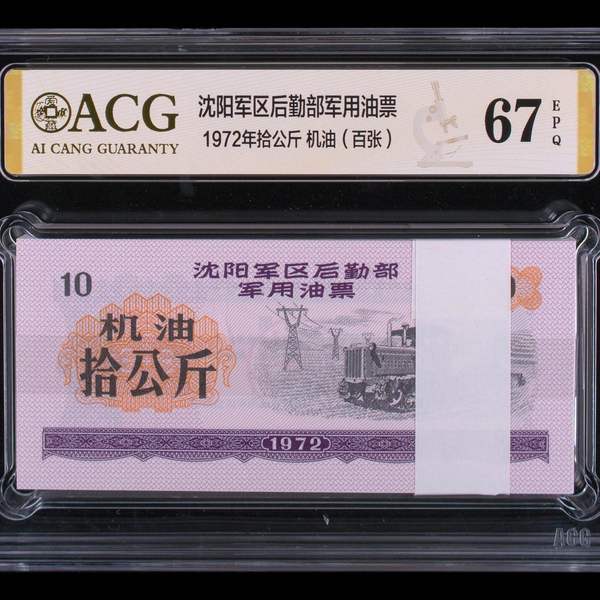 ACG
AI CANG GUARANTY
沈阳军区后勤部军用油票
1972年拾公斤 机油（百张）
67
EPQ
沈阳军区后勤部
军用油票
10
机油
拾公斤
1972
ACG